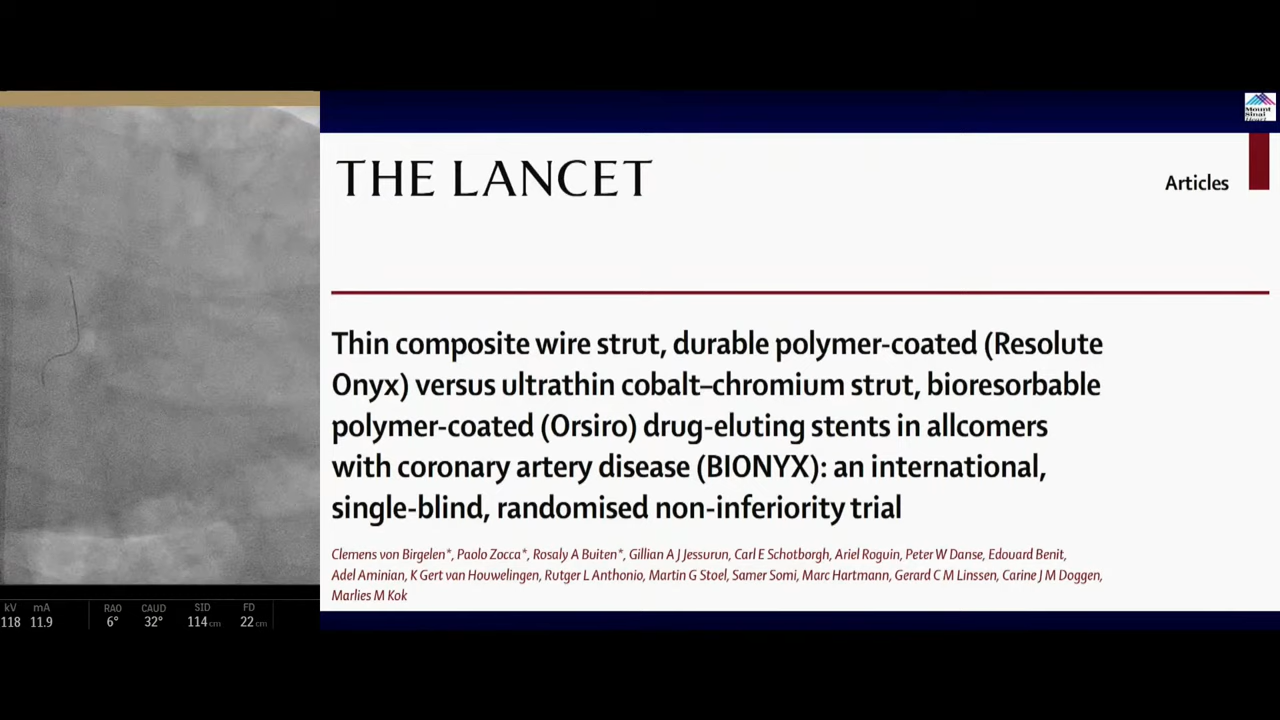 Mount
Sinai
Heart
THE LANCET
Articles
Thin composite wire strut, durable polymer-coated (Resolute
Onyx) versus ultrathin cobalt–chromium strut, bioresorbable
polymer-coated (Orsiro) drug-eluting stents in allcomers
with coronary artery disease (BIONYX): an international,
single-blind, randomised non-inferiority trial
Clemens von Birgelen*, Paolo Zocca*, Rosaly A Buiten*, Gillian A J Jessurun, Carl E Schotborgh, Ariel Roguin, Peter W Danse, Edouard Benit,
Adel Aminian, K Gert van Houwelingen, Rutger L Anthonio, Martin G Stoel, Samer Somi, Marc Hartmann, Gerard C M Linssen, Carine J M Doggen,
Marlies M Kok
kV mA RAO CAUD SID FD
118 11.9 6° 32° 114 cm 22 cm